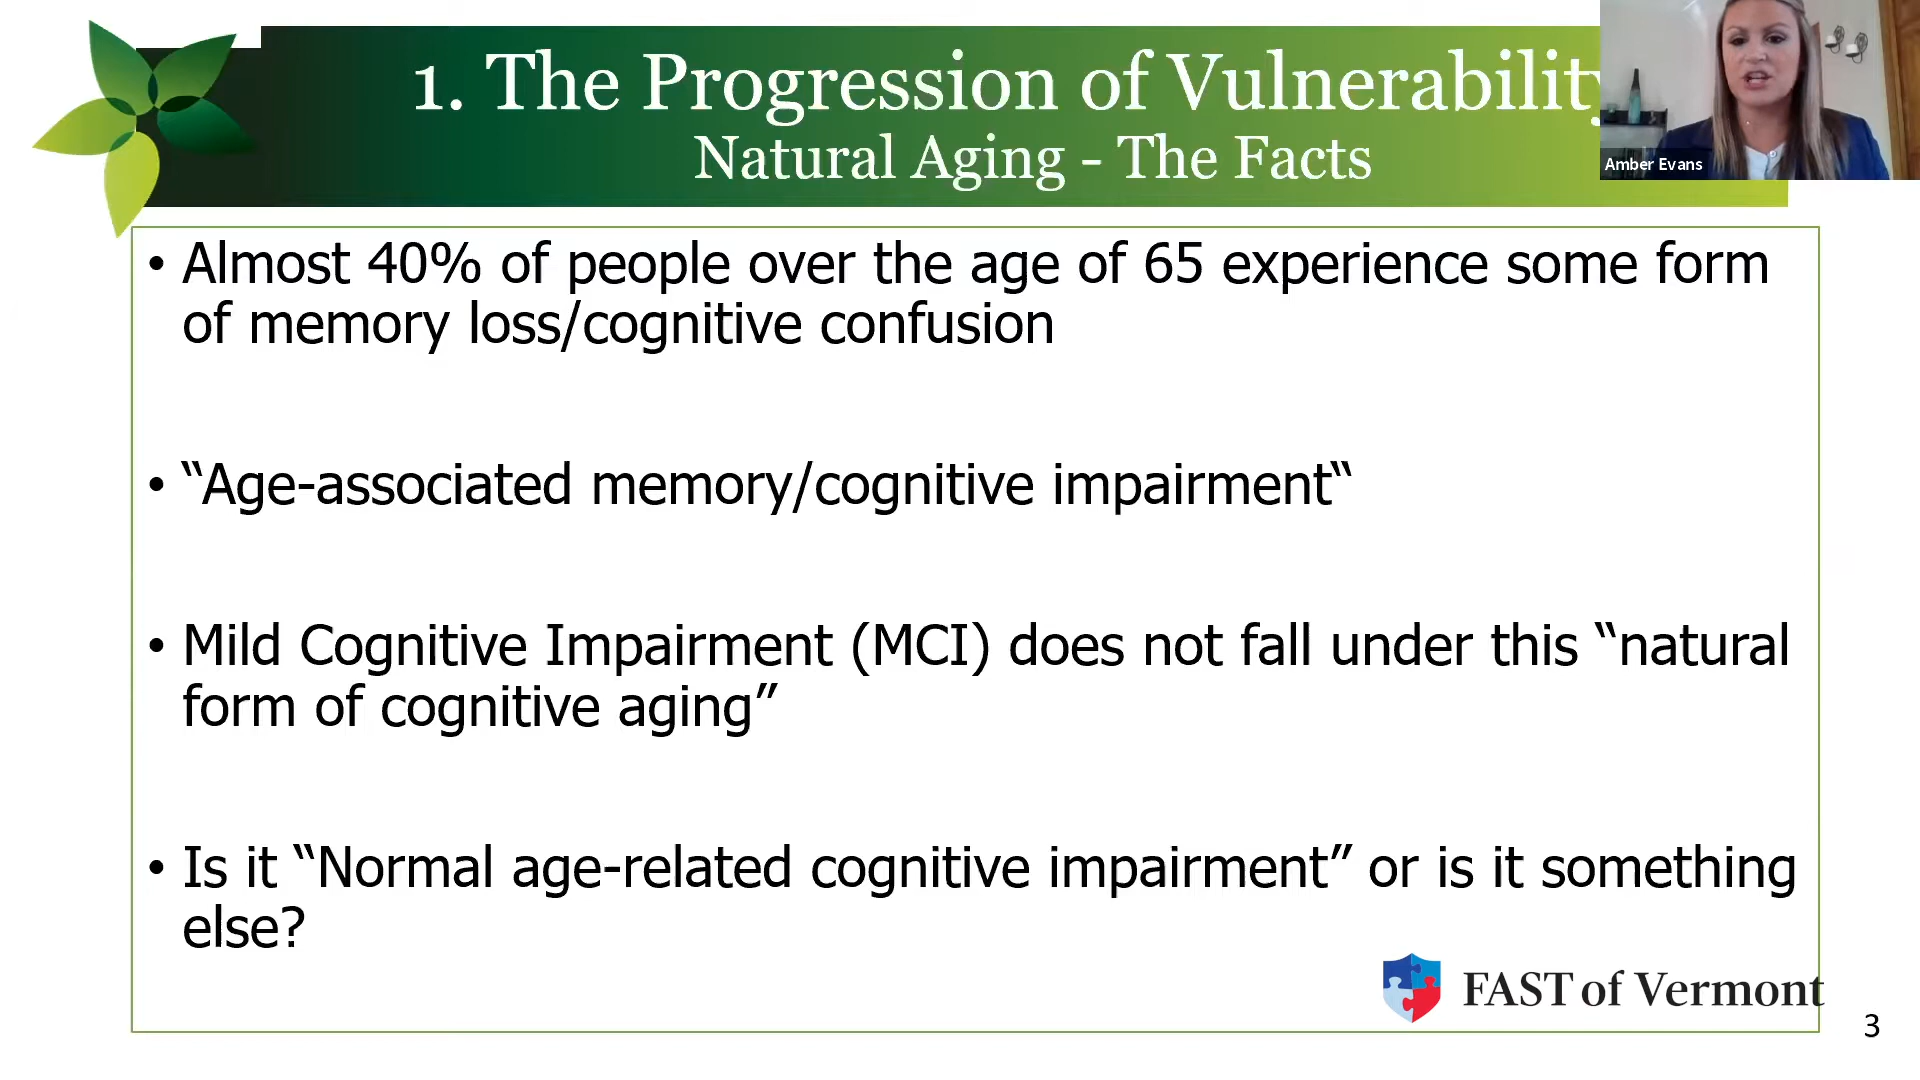 1. The Progression of Vulnerability
Natural Aging - The Facts
Amber Evans
• Almost 40% of people over the age of 65 experience some form
of memory loss/cognitive confusion
• “Age-associated memory/cognitive impairment“
• Mild Cognitive Impairment (MCI) does not fall under this “natural
form of cognitive aging”
• Is it “Normal age-related cognitive impairment” or is it something
else?
FAST of Vermont
3